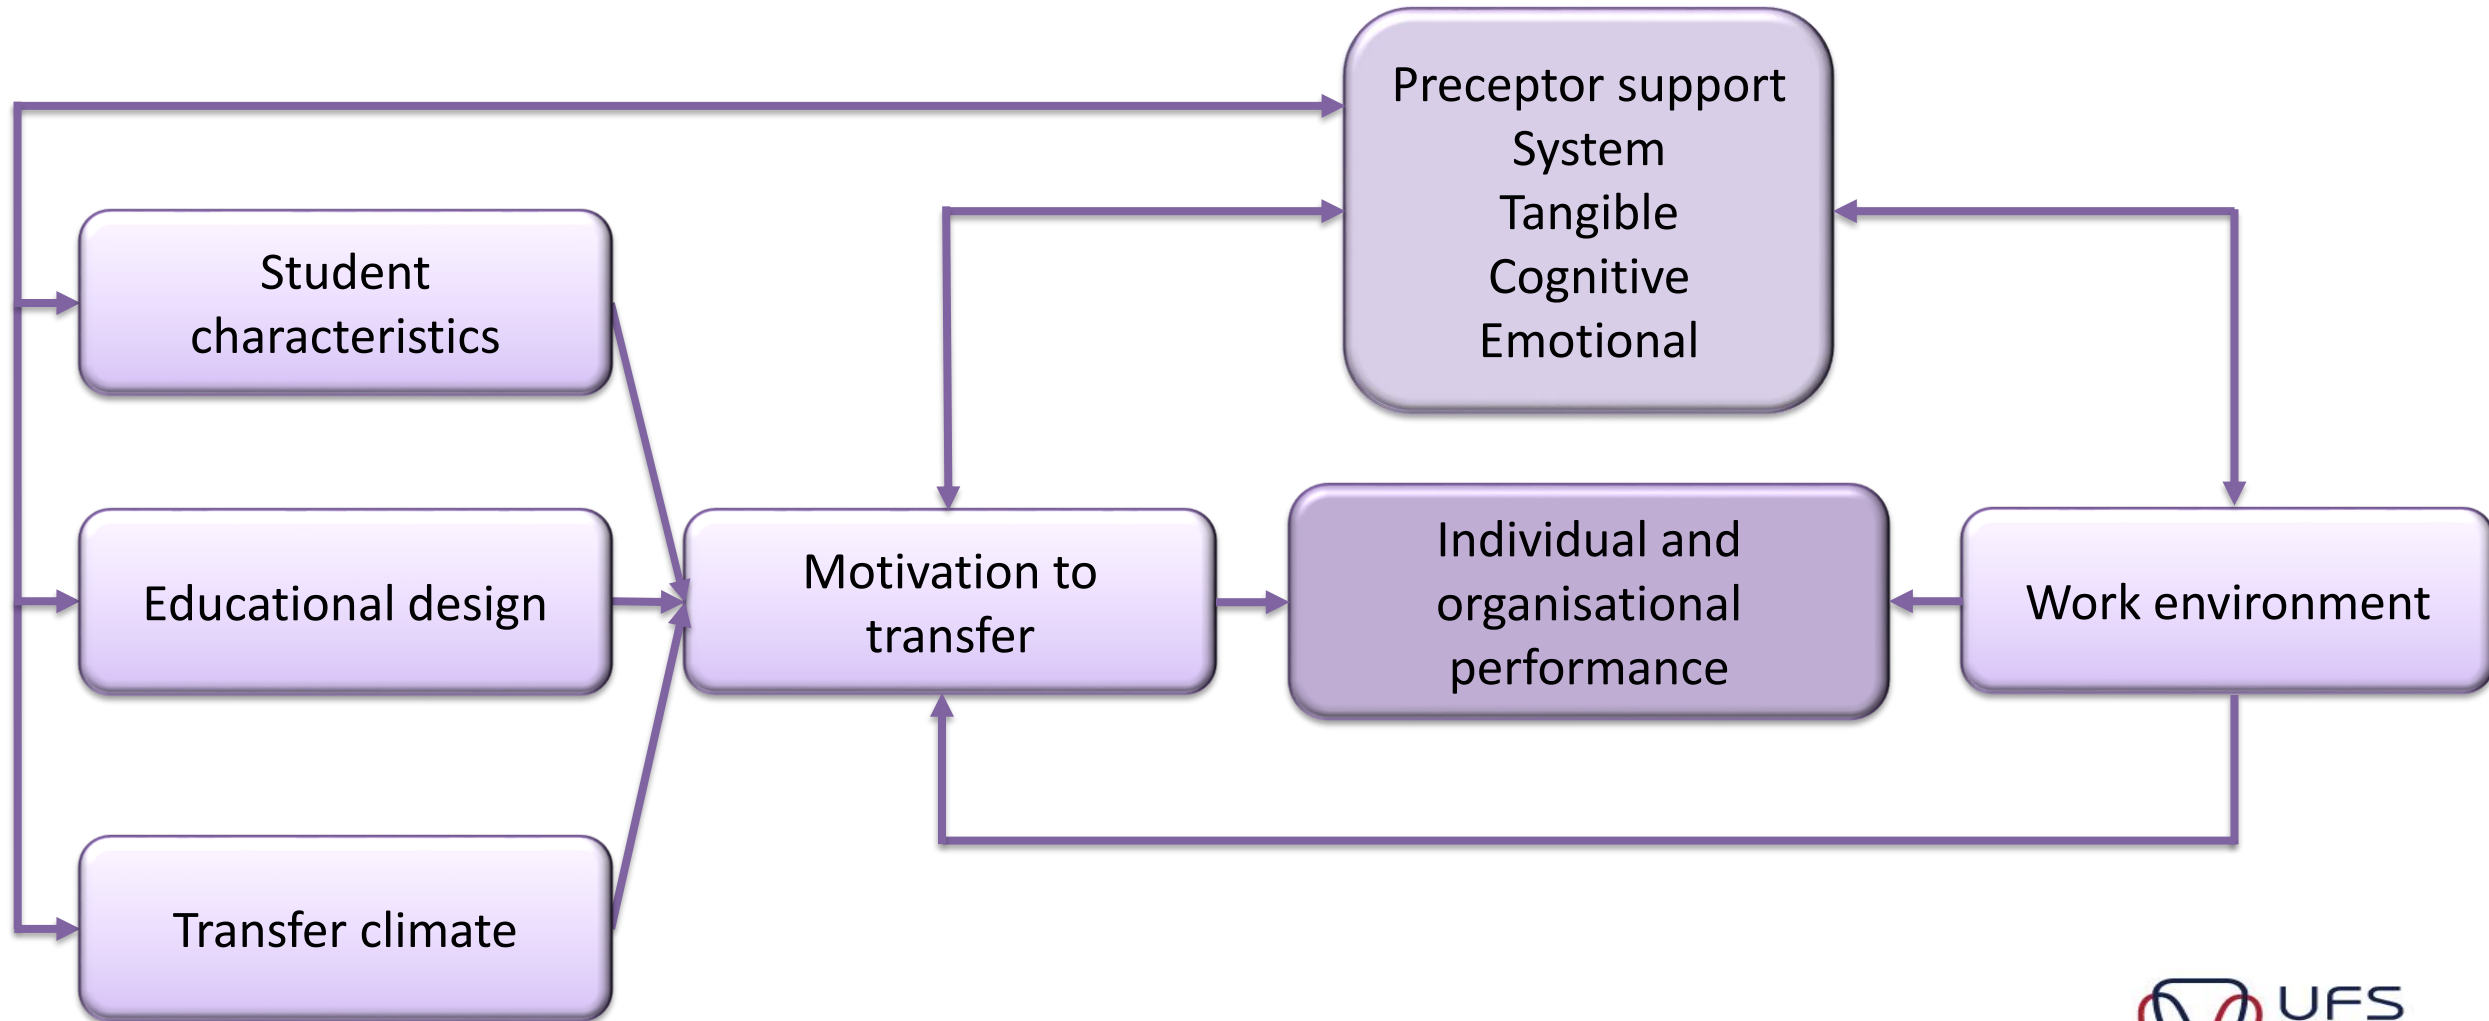 Preceptor support
System
Tangible
Cognitive
Emotional
Student
characteristics
Educational design
Transfer climate
Motivation to
transfer
Individual and
organisational
performance
Work environment
UFS